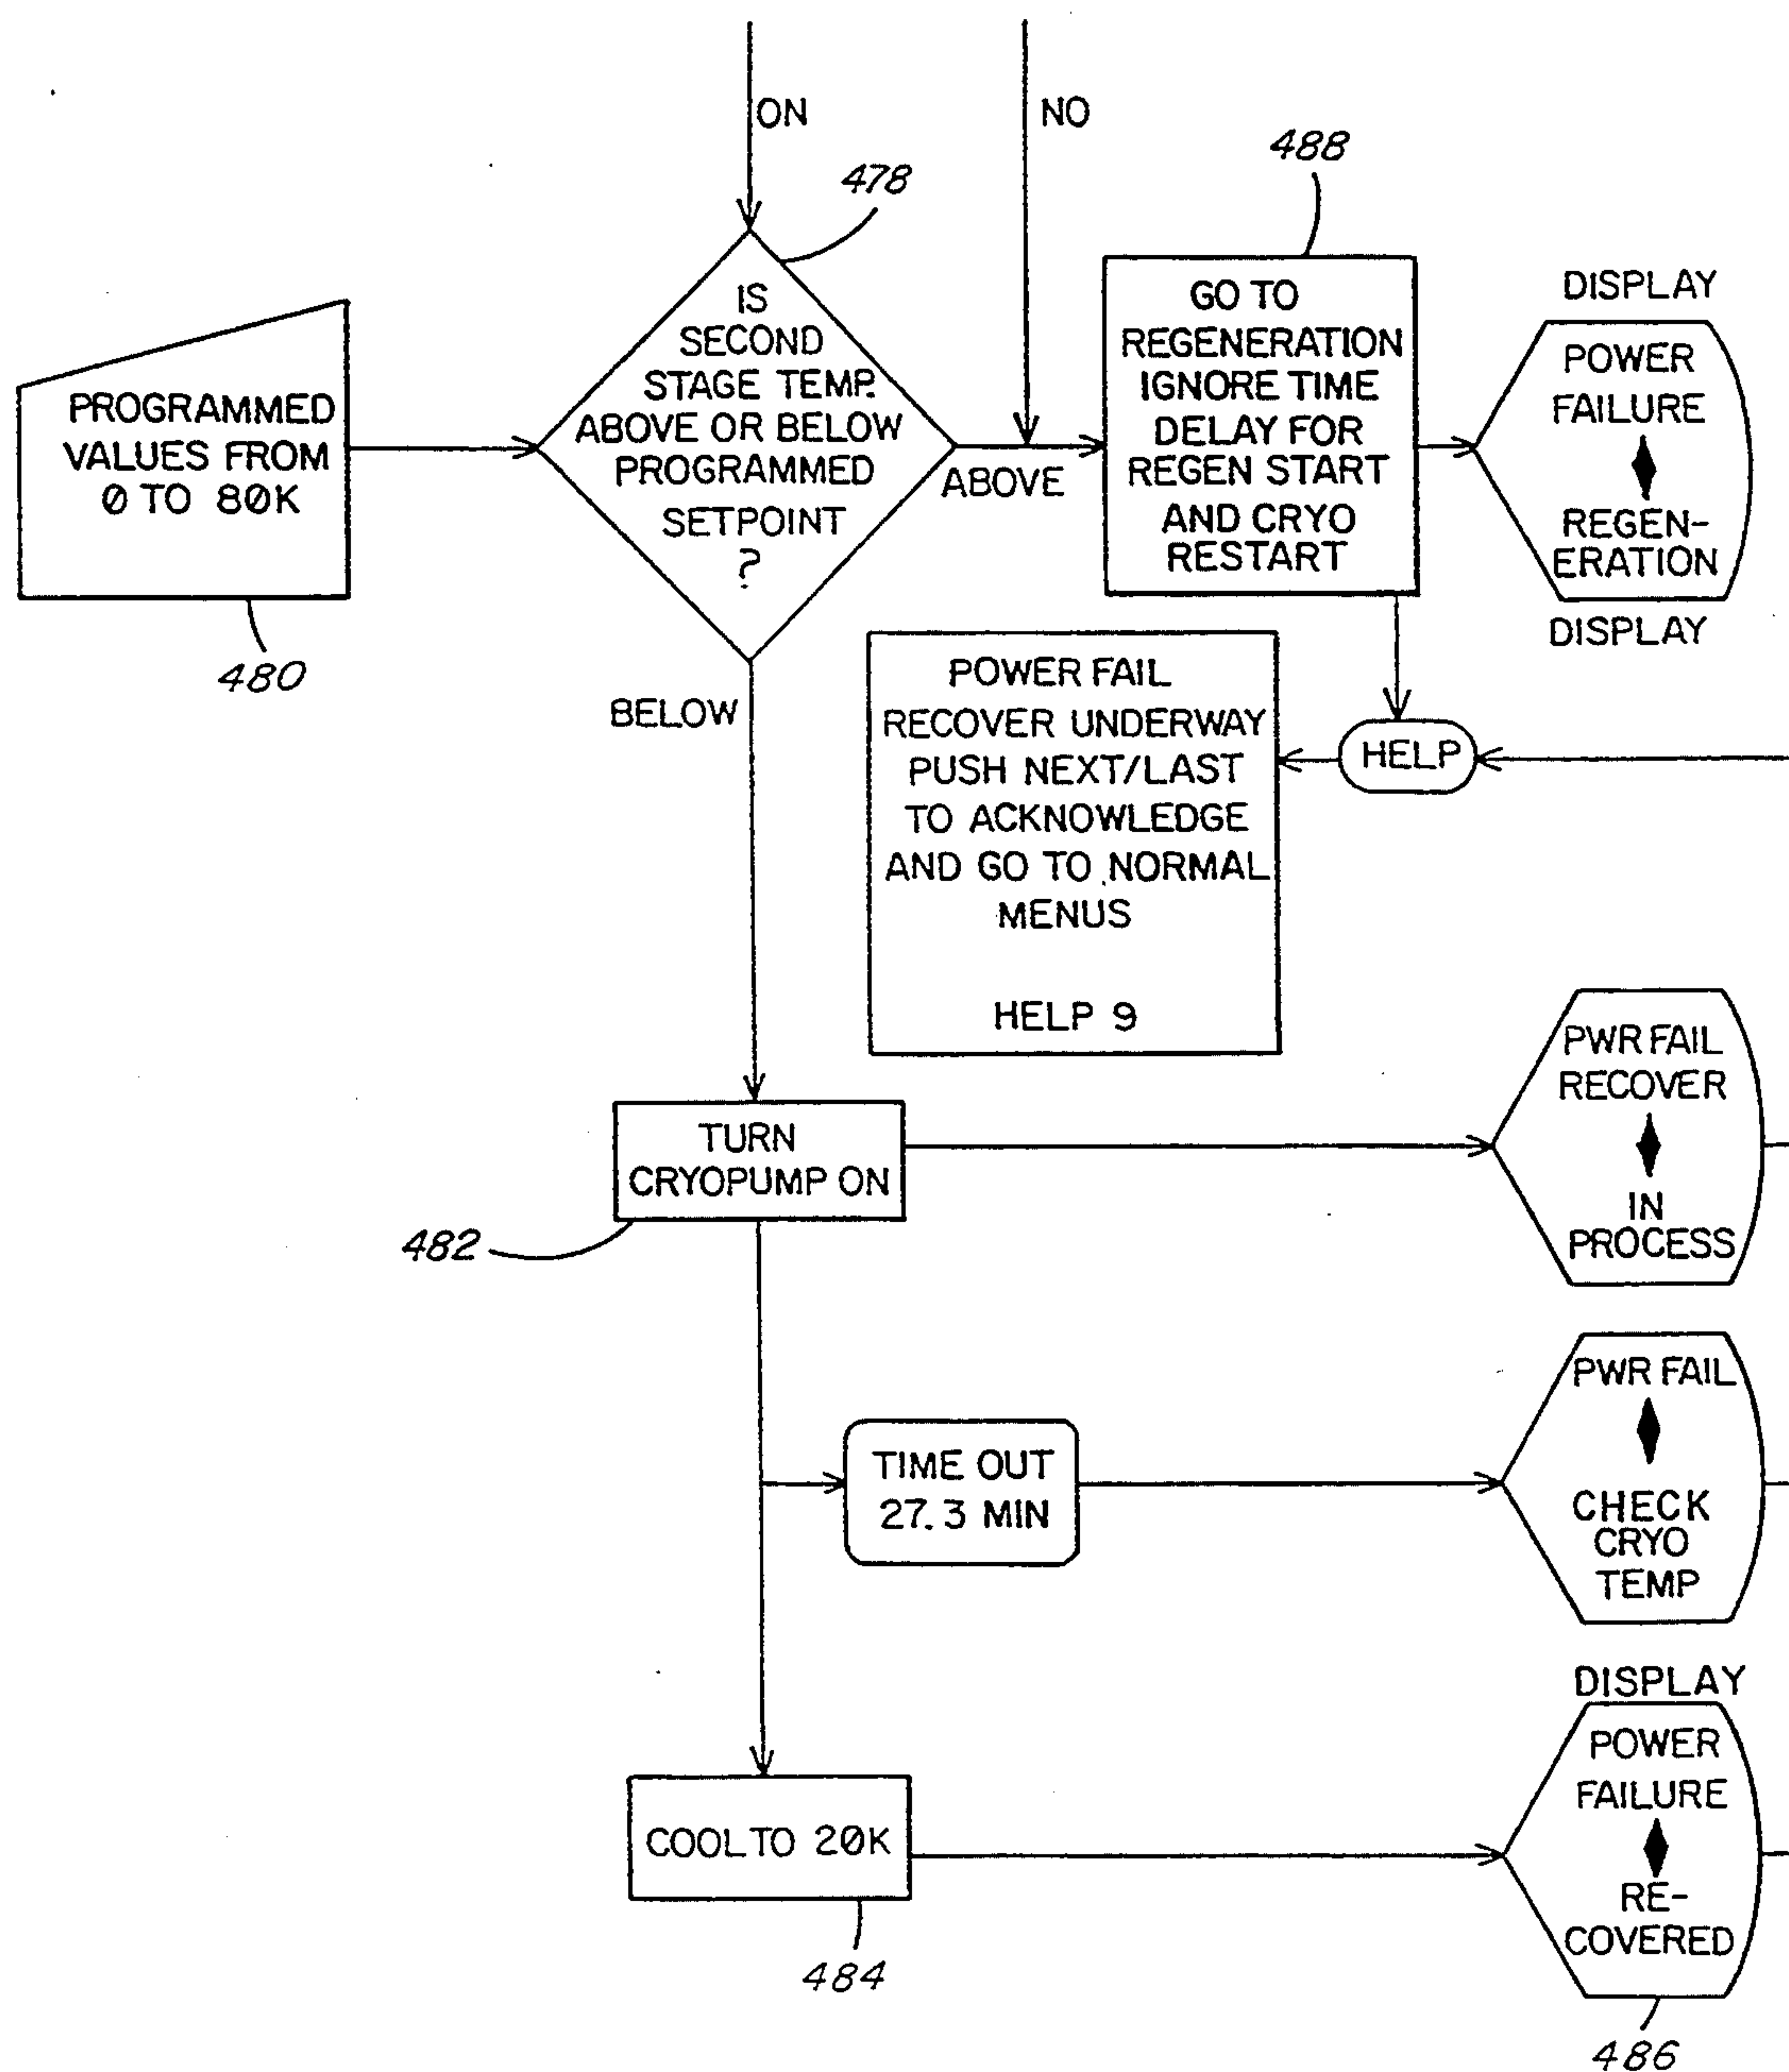 ON
NO
478
488
IS
SECOND
STAGE TEMP.
ABOVE OR BELOW
PROGRAMMED
SETPOINT
?
PROGRAMMED
VALUES FROM
0 TO 80K
480
ABOVE
BELOW
GO TO
REGENERATION
IGNORE TIME
DELAY FOR
REGEN START
AND CRYO
RESTART
DISPLAY
POWER
FAILURE
REGEN-
ERATION
DISPLAY
HELP
POWER FAIL
RECOVER UNDERWAY
PUSH NEXT/LAST
TO ACKNOWLEDGE
AND GO TO NORMAL
MENUS
HELP 9
TURN
CRYOPUMP ON
482
PWR FAIL
RECOVER
IN
PROCESS
TIME OUT
27.3 MIN
PWR FAIL
CHECK
CRYO
TEMP
COOL TO 20K
484
DISPLAY
POWER
FAILURE
RE-
COVERED
486